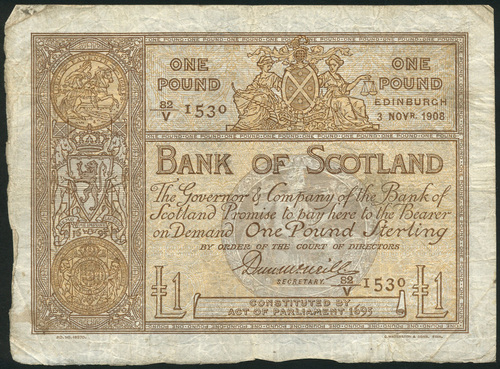 ONE POUND
ONE POUND
82/V 1530
EDINBURGH
3 NOVR. 1908
BANK OF SCOTLAND
The Governor & Company of the Bank of
Scotland Promise to pay here to the Bearer
on Demand One Pound Sterling
BY ORDER OF THE COURT OF DIRECTORS
SECRETARY.
82/V 1530
£1
£1
CONSTITUTED BY
ACT OF PARLIAMENT 1695